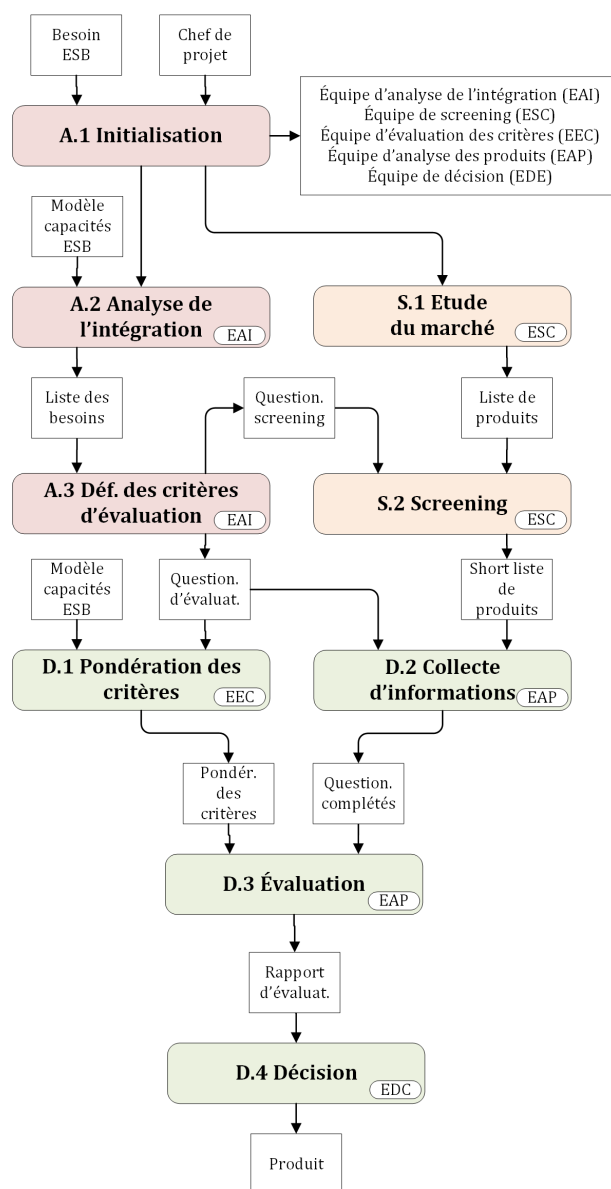 Besoin
ESB
Chef de
projet
A.1 Initialisation
Équipe d'analyse de l'intégration (EAI)
Équipe de screening (ESC)
Équipe d'évaluation des critères (EEC)
Équipe d'analyse des produits (EAP)
Équipe de décision (EDE)
Modèle
capacités
ESB
A.2 Analyse de
l'intégration
EAI
S.1 Etude
du marché
ESC
Liste des
besoins
Question.
screening
Liste de
produits
A.3 Déf. des critères
d'évaluation
EAI
S.2 Screening
ESC
Modèle
capacités
ESB
Question.
d'évaluat.
Short liste
de
produits
D.1 Pondération des
critères
EEC
D.2 Collecte
d'informations
EAP
Pondér.
des
critères
Question.
complétés
D.3 Évaluation
EAP
Rapport
d'évaluat.
D.4 Décision
EDC
Produit